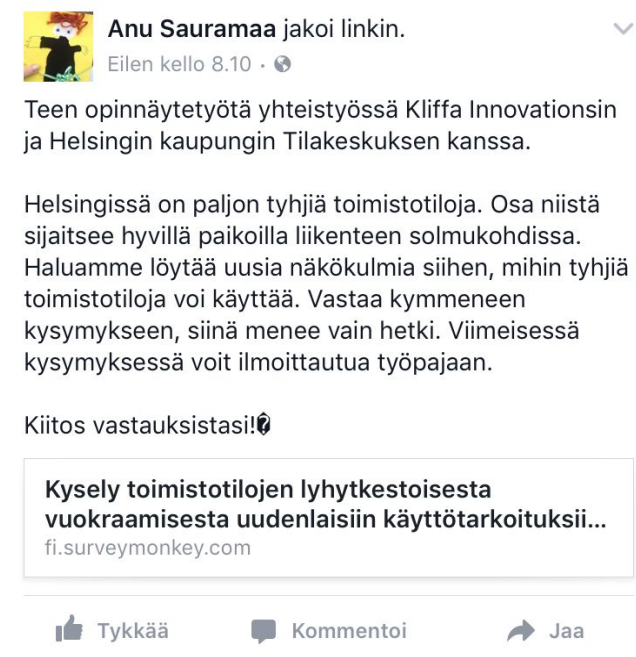 Anu Sauramaa jakoi linkin.
Eilen kello 8.10 ·
Teen opinnäytetyötä yhteistyössä Kliffa Innovationsin
ja Helsingin kaupungin Tilakeskuksen kanssa.
Helsingissä on paljon tyhjiä toimistotiloja. Osa niistä
sijaitsee hyvillä paikoilla liikenteen solmukohdissa.
Haluamme löytää uusia näkökulmia siihen, mihin tyhjiä
toimistotiloja voi käyttää. Vastaa kymmeneen
kysymykseen, siinä menee vain hetki. Viimeisessä
kysymyksessä voit ilmoittautua työpajaan.
Kiitos vastauksistasi!�
Kysely toimistotilojen lyhytkestoisesta
vuokraamisesta uudenlaisiin käyttötarkoituksii...
fi.surveymonkey.com
Tykkää Kommentoi Jaa